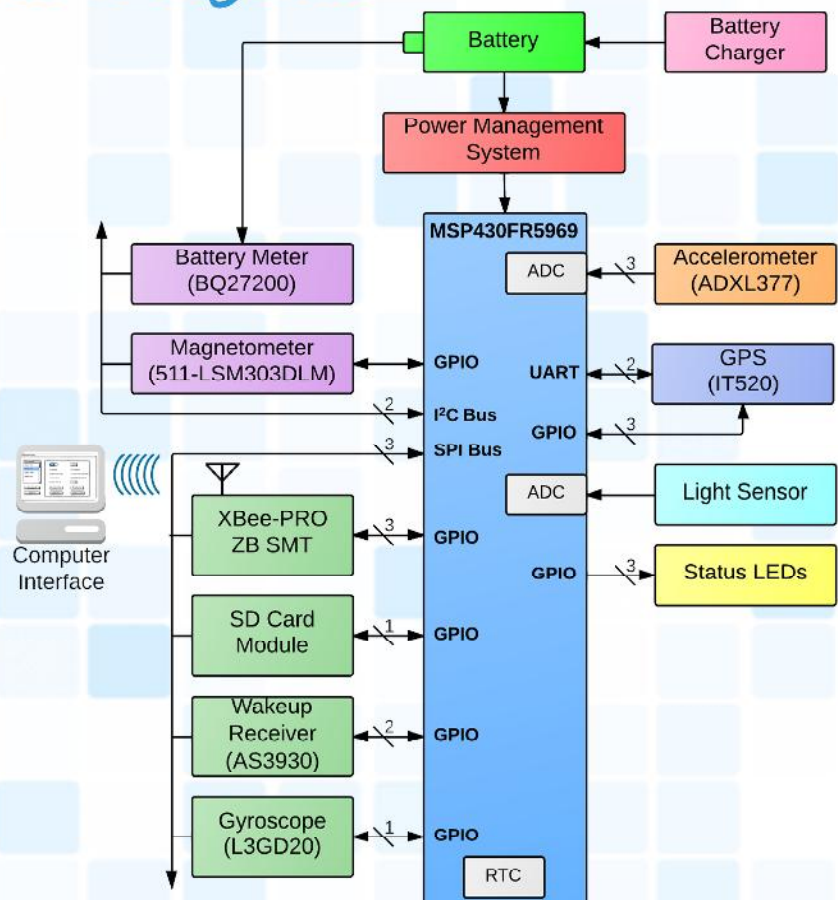 Battery
Battery
Charger
Power Management
System
MSP430FR5969
Battery Meter
(BQ27200)
ADC
3
Accelerometer
(ADXL377)
Magnetometer
(511-LSM303DLM)
GPIO
UART
2
GPS
(IT520)
2
I²C Bus
GPIO
3
3
SPI Bus
ADC
Light Sensor
Computer
Interface
XBee-PRO
ZB SMT
3
GPIO
GPIO
3
Status LEDs
SD Card
Module
1
GPIO
Wakeup
Receiver
(AS3930)
2
GPIO
Gyroscope
(L3GD20)
1
GPIO
RTC